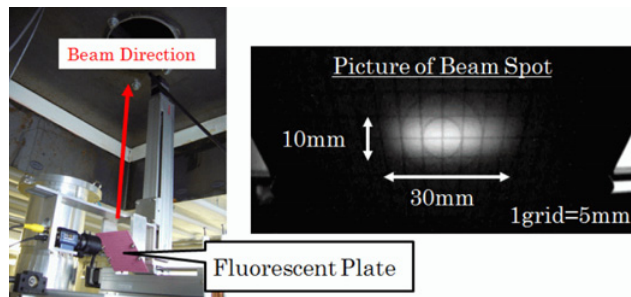 Beam Direction
Picture of Beam Spot
10mm
30mm
1grid=5mm
Fluorescent Plate